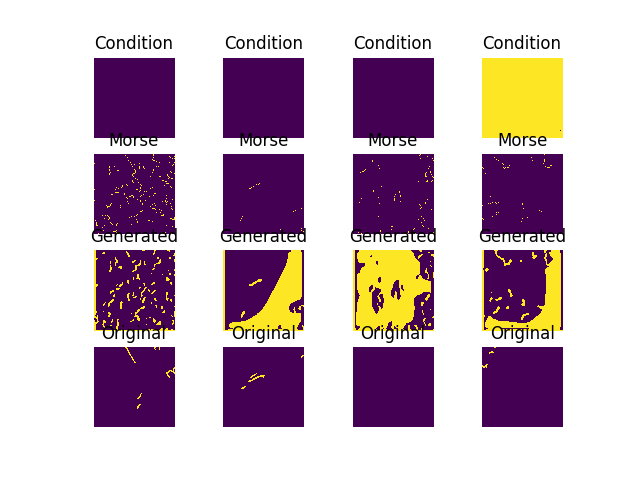 Condition Condition Condition Condition
Morse Morse Morse Morse
Generated Generated Generated Generated
Original Original Original Original